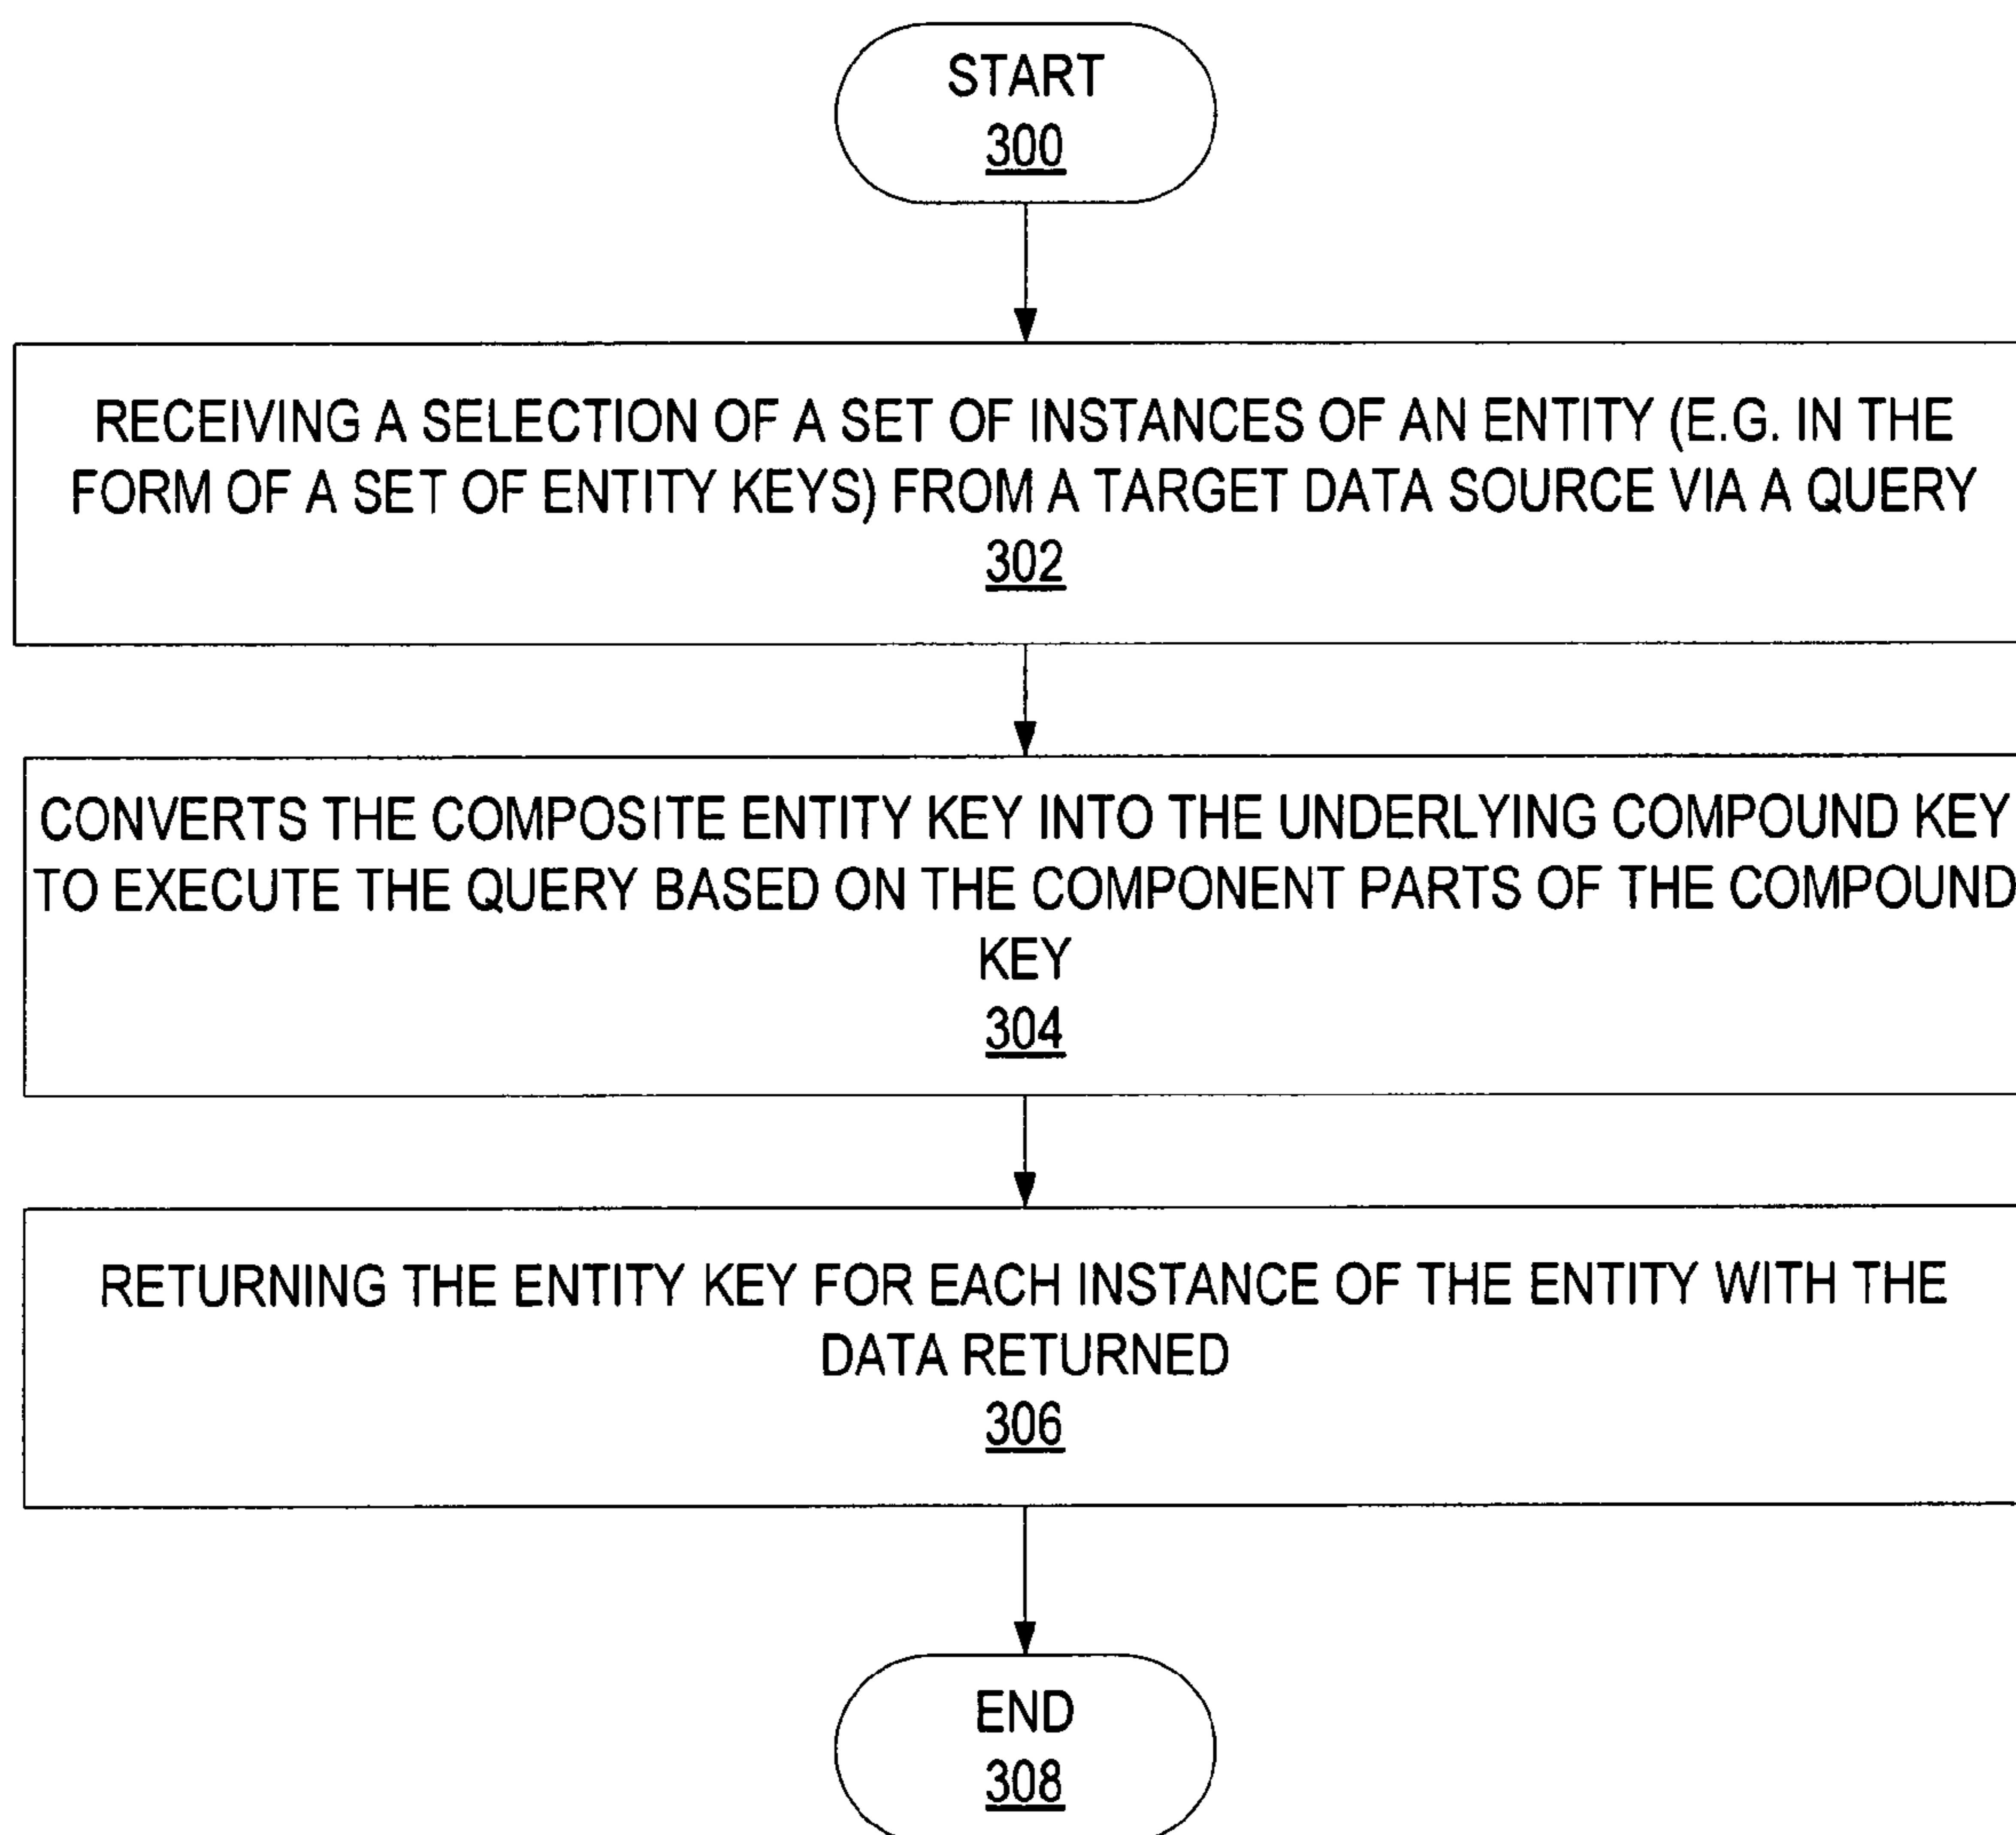 START
300
RECEIVING A SELECTION OF A SET OF INSTANCES OF AN ENTITY (E.G. IN THE
FORM OF A SET OF ENTITY KEYS) FROM A TARGET DATA SOURCE VIA A QUERY
302
CONVERTS THE COMPOSITE ENTITY KEY INTO THE UNDERLYING COMPOUND KEY
TO EXECUTE THE QUERY BASED ON THE COMPONENT PARTS OF THE COMPOUND
KEY
304
RETURNING THE ENTITY KEY FOR EACH INSTANCE OF THE ENTITY WITH THE
DATA RETURNED
306
END
308